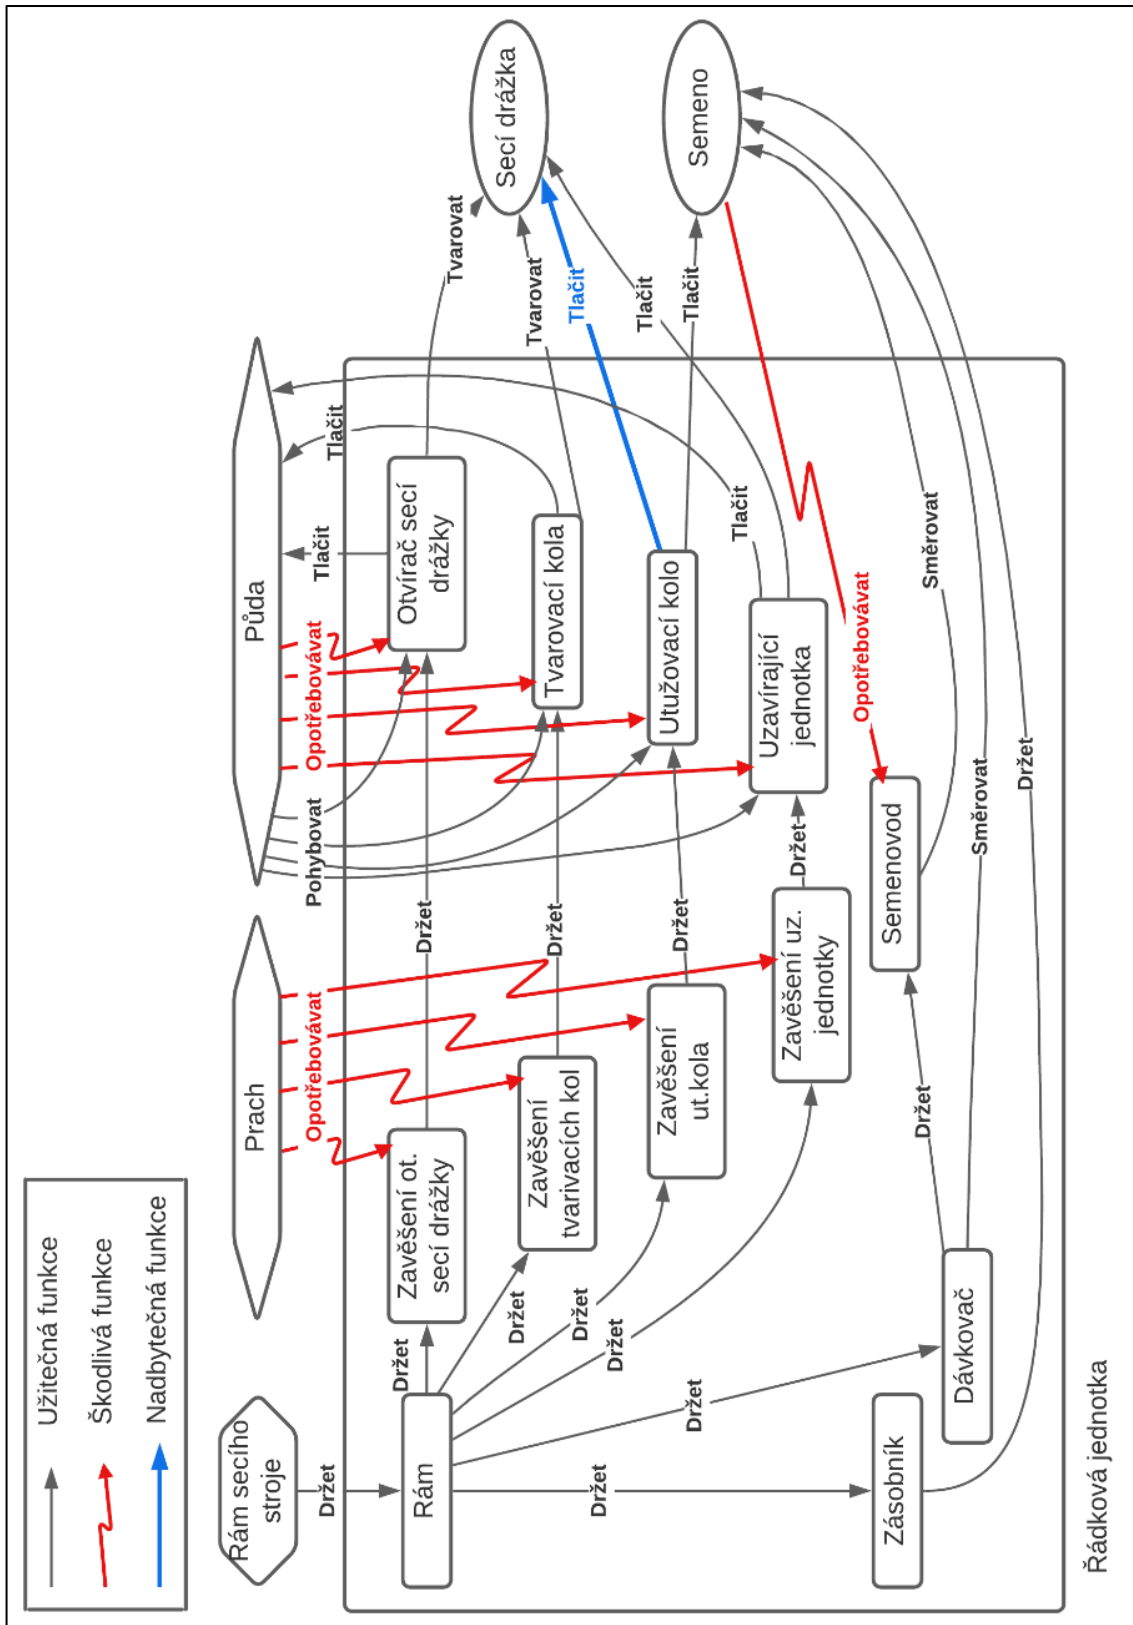 Užitečná funkce
Škodlivá funkce
Nadbytečná funkce
Rám secího
stroje
Prach
Půda
Držet
Opotřebovávat
Pohybovat
Opotřebovávat
Tlačit
Tlačit
Tvarovat
Secí drážka
Rám
Držet
Zavěšení ot.
secí drážky
Držet
Otvírač secí
drážky
Držet
Zavěšení
tvarivacích kol
Držet
Tvarovací kola
Tvarovat
Držet
Zavěšení
ut.kola
Držet
Utužovací kolo
Tlačit
Tlačit
Semeno
Držet
Zavěšení uz.
jednotky
Držet
Uzavírající
jednotka
Tlačit
Tlačit
Držet
Držet
Zásobník
Dávkovač
Držet
Semenovod
Opotřebovávat
Směrovat
Směrovat
Držet
Řádková jednotka